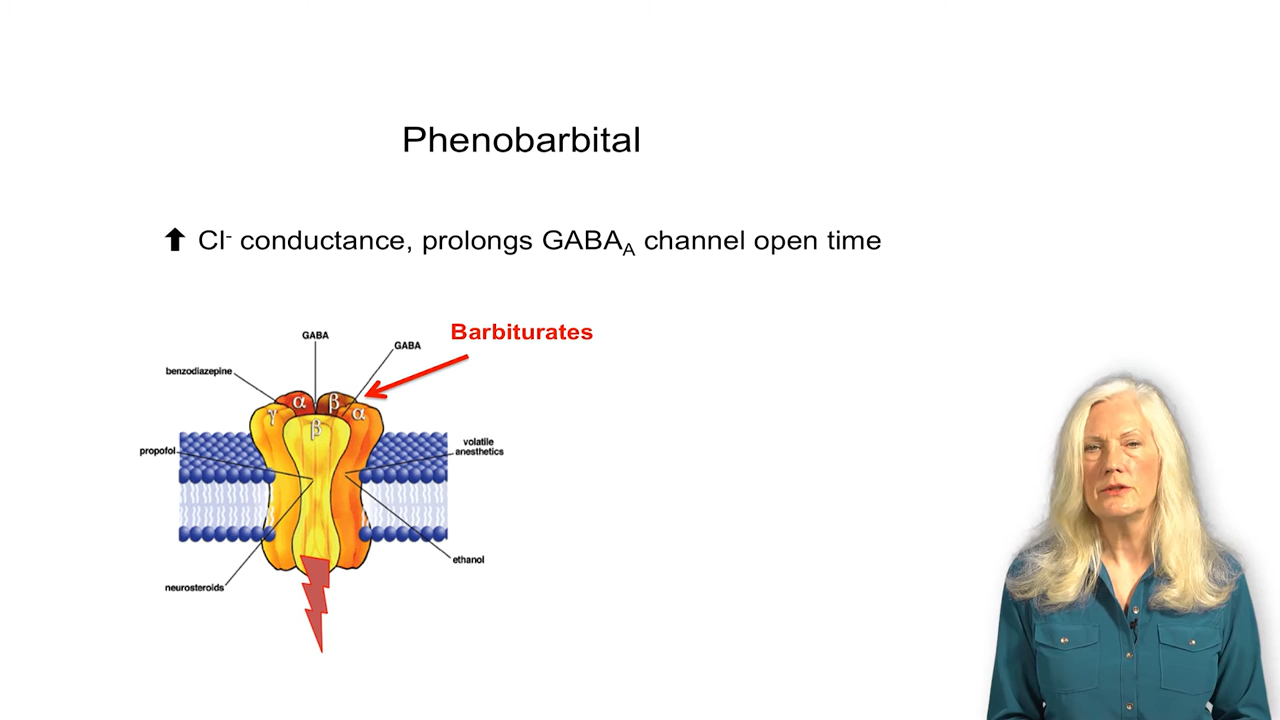 Phenobarbital
⬆ Cl⁻ conductance, prolongs GABA_A channel open time
Barbiturates
GABA
GABA
benzodiazepine
α
β
γ
α
β
propofol
volatile
anesthetics
ethanol
neurosteroids